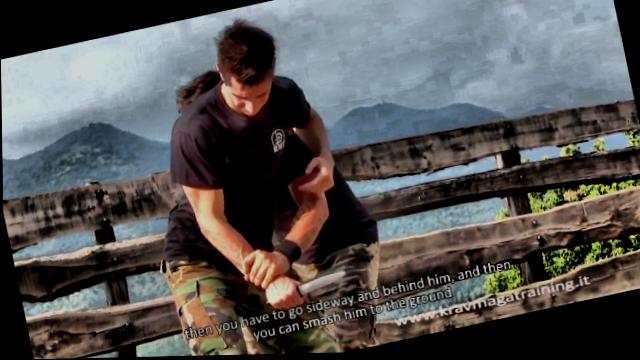 then you have to go sideway and behind him, and then
you can smash him to the ground
www.kravmagatraining.it